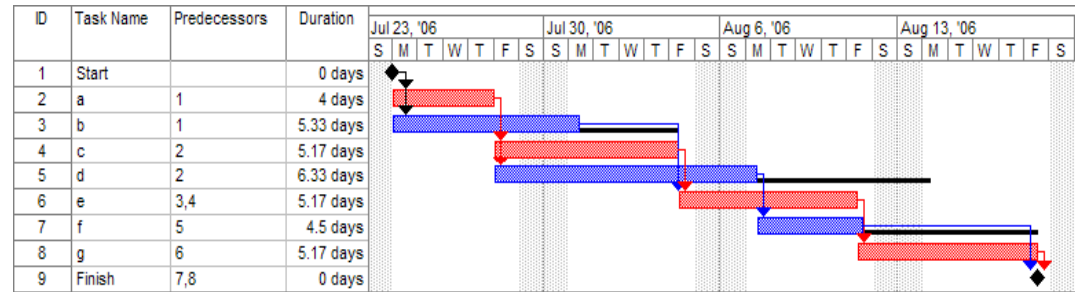 ID Task Name Predecessors Duration
Jul 23, '06 Jul 30, '06 Aug 6, '06 Aug 13, '06
S M T W T F S S M T W T F S S M T W T F S S M T W T F S
1 Start 0 days
2 a 1 4 days
3 b 1 5.33 days
4 c 2 5.17 days
5 d 2 6.33 days
6 e 3,4 5.17 days
7 f 5 4.5 days
8 g 6 5.17 days
9 Finish 7,8 0 days